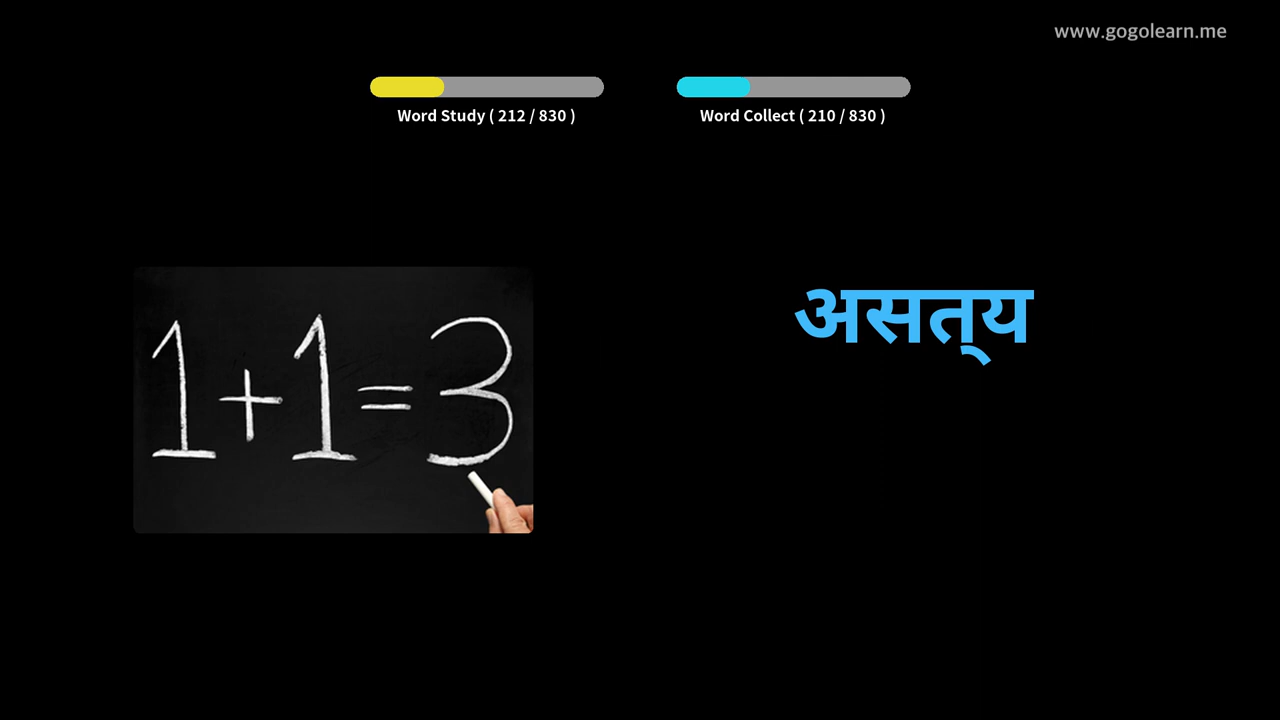 www.gogolearn.me
Word Study ( 212 / 830 )
Word Collect ( 210 / 830 )
1+1=3
असत्‌य